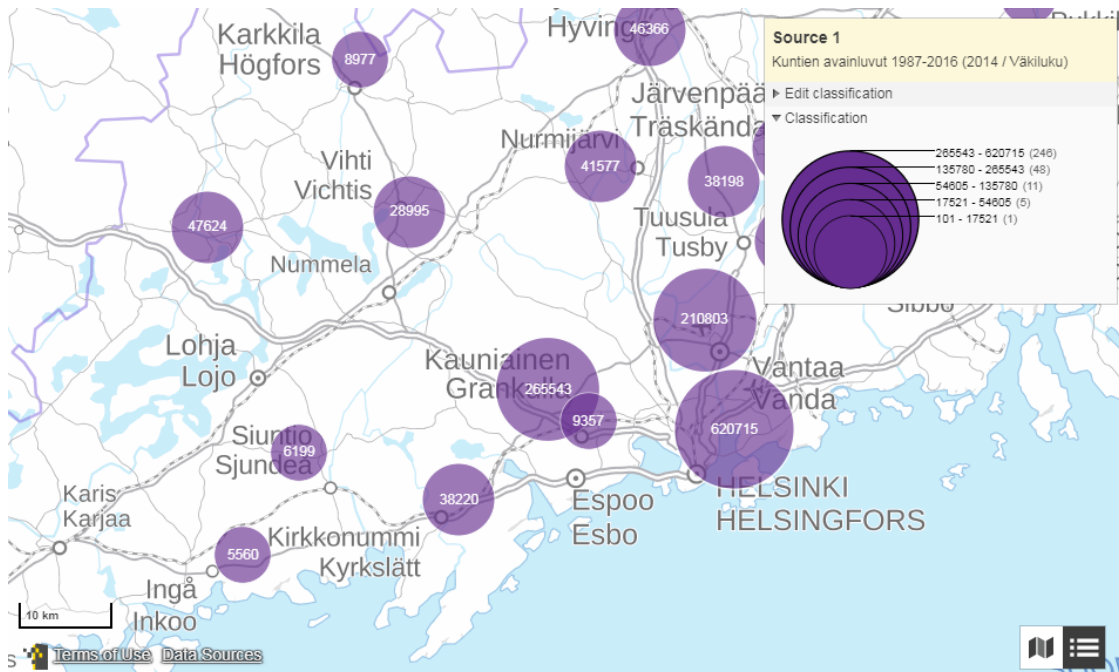 Karkkila
Högfors
8977
Hyving
46366
Source 1
Kuntien avainluvut 1987-2016 (2014 / Väkiluku)
Edit classification
Classification
265543 - 620715 (246)
135780 - 265543 (48)
54605 - 135780 (11)
17521 - 54605 (5)
101 - 17521 (1)
Järvenpää
Träskända
Nurmijärvi
41577
38198
Vihti
Vichtis
28995
47624
Tuusula
Tusby
Nummela
210803
Sibbo
Lohja
Lojo
Kauniainen
Grankulla
265543
9357
Vantaa
Vanda
620715
Siuntio
Sjundeå
6199
Karis
Karjaa
38220
Espoo
Esbo
HELSINKI
HELSINGFORS
Kirkkonummi
Kyrkslätt
5560
Ingå
Inkoo
10 km
s
Terms of Use Data Sources